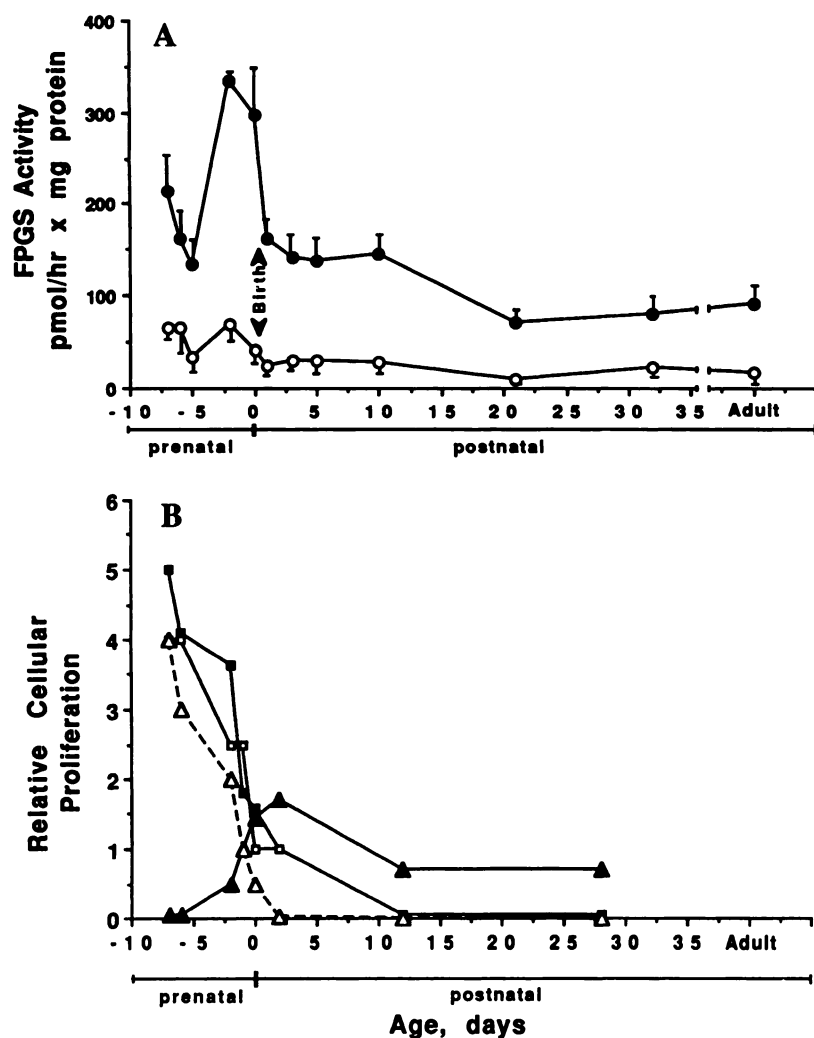 A
FPGS Activity
pmol/hr x mg protein
400
300
200
100
0
Birth
-10 -5 0 5 10 15 20 25 30 35 Adult
prenatal postnatal
B
Relative Cellular
Proliferation
6
5
4
3
2
1
0
-10 -5 0 5 10 15 20 25 30 35 Adult
prenatal postnatal
Age, days